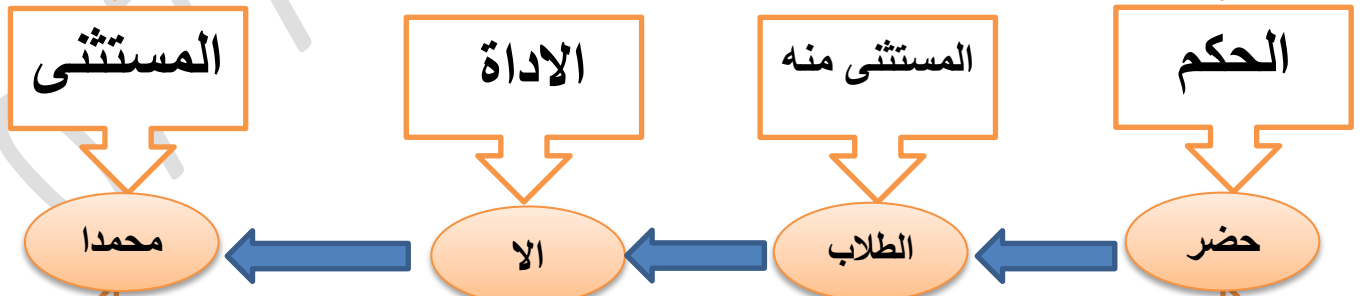 الحكم
المستثنى منه
الاداة
المستثنى
حضر
الطلاب
الا
محمدا